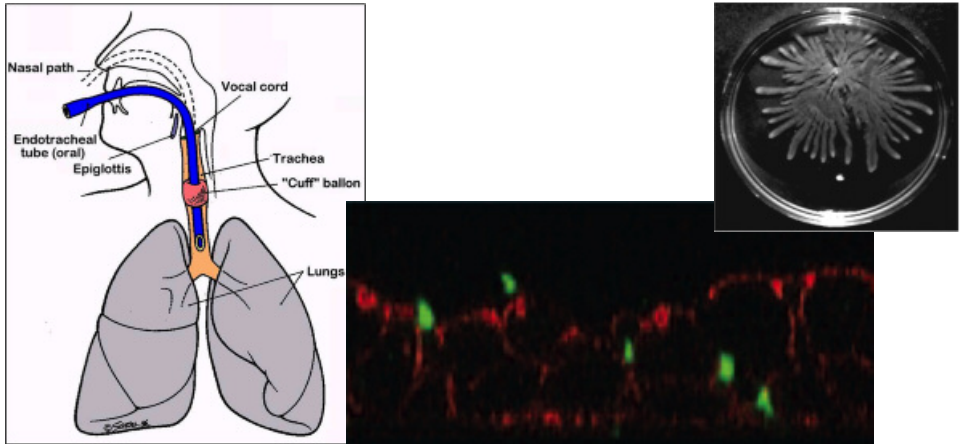 Nasal path
Vocal cord
Endotracheal
tube (oral)
Epiglottis
Trachea
"Cuff" ballon
Lungs